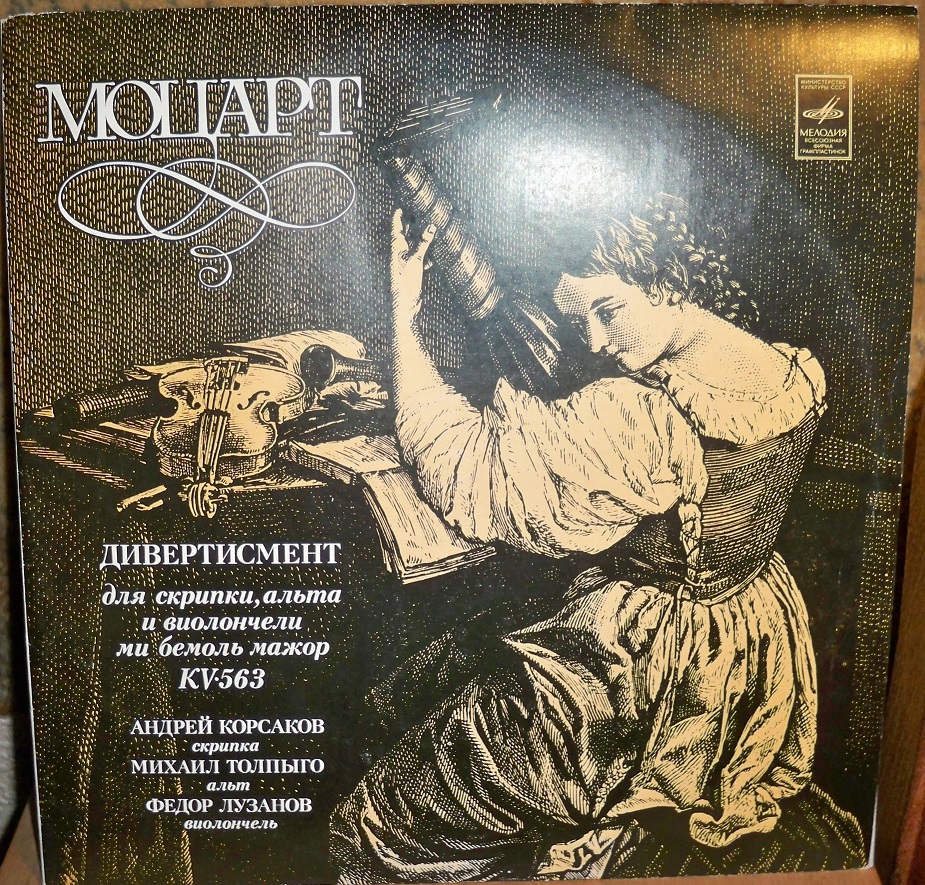 МОЦАРТ
МИНИСТЕРСТВО
КУЛЬТУРЫ СССР
МЕЛОДИЯ
ВСЕСОЮЗНАЯ
ФИРМА
ГРАМПЛАСТИНОК
ДИВЕРТИСМЕНТ
для скрипки, альта
и виолончели
ми бемоль мажор
KV·563
АНДРЕЙ КОРСАКОВ
скрипка
МИХАИЛ ТОЛПЫГО
альт
ФЕДОР ЛУЗАНОВ
виолончель